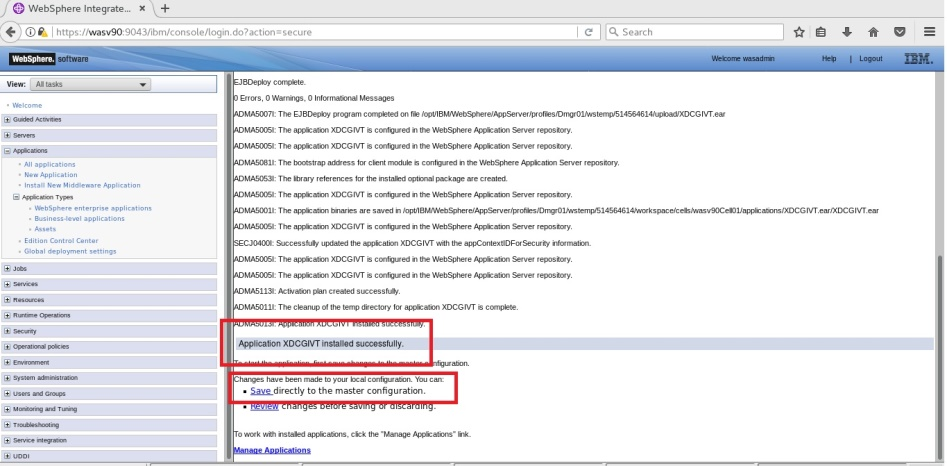 WebSphere Integrate...
https://wasv90:9043/ibm/console/login.do?action=secure
Search
WebSphere. software
Welcome wasadmin
Help | Logout
IBM.
View: All tasks
Welcome
Guided Activities
Servers
Applications
All applications
New Application
Install New Middleware Application
Application Types
WebSphere enterprise applications
Business-level applications
Assets
Edition Control Center
Global deployment settings
Jobs
Services
Resources
Runtime Operations
Security
Operational policies
Environment
System administration
Users and Groups
Monitoring and Tuning
Troubleshooting
Service integration
UDDI
EJBDeploy complete.
0 Errors, 0 Warnings, 0 Informational Messages
ADMA5007I: The EJBDeploy program completed on file /opt/IBM/WebSphere/AppServer/profiles/Dmgr01/wstemp/514564614/upload/XDCGIVT.ear
ADMA5005I: The application XDCGIVT is configured in the WebSphere Application Server repository.
ADMA5005I: The application XDCGIVT is configured in the WebSphere Application Server repository.
ADMA5081I: The bootstrap address for client module is configured in the WebSphere Application Server repository.
ADMA5053I: The library references for the installed optional package are created.
ADMA5005I: The application XDCGIVT is configured in the WebSphere Application Server repository.
ADMA5001I: The application binaries are saved in /opt/IBM/WebSphere/AppServer/profiles/Dmgr01/wstemp/514564614/workspace/cells/wasv90Cell01/applications/XDCGIVT.ear/XDCGIVT.ear
ADMA5005I: The application XDCGIVT is configured in the WebSphere Application Server repository.
SECJ0400I: Successfully updated the application XDCGIVT with the appContextIDForSecurity information.
ADMA5005I: The application XDCGIVT is configured in the WebSphere Application Server repository.
ADMA5005I: The application XDCGIVT is configured in the WebSphere Application Server repository.
ADMA5113I: Activation plan created successfully.
ADMA5011I: The cleanup of the temp directory for application XDCGIVT is complete.
ADMA5013I: Application XDCGIVT installed successfully.
Application XDCGIVT installed successfully.
To start the application, first save changes to the master configuration.
Changes have been made to your local configuration. You can:
Save directly to the master configuration.
Review changes before saving or discarding.
To work with installed applications, click the "Manage Applications" link.
Manage Applications